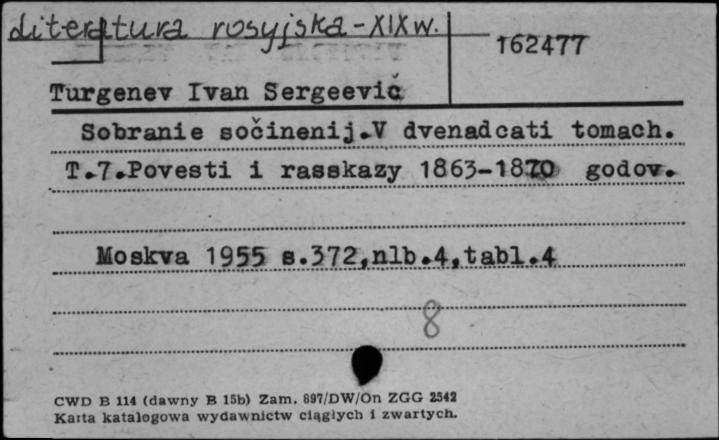 literatura rosyjska - XIX w.
162477
Turgenev Ivan Sergeevič
Sobranie sočinenij.V dvenadcati tomach.
T.7.Povesti i rasskazy 1863-1870 godov.
Moskva 1955 s.372,nlb.4,tabl.4
8
CWD B 114 (dawny B 15b) Zam. 897/DW/On ZGG 2542
Karta katalogowa wydawnictw ciągłych i zwartych.